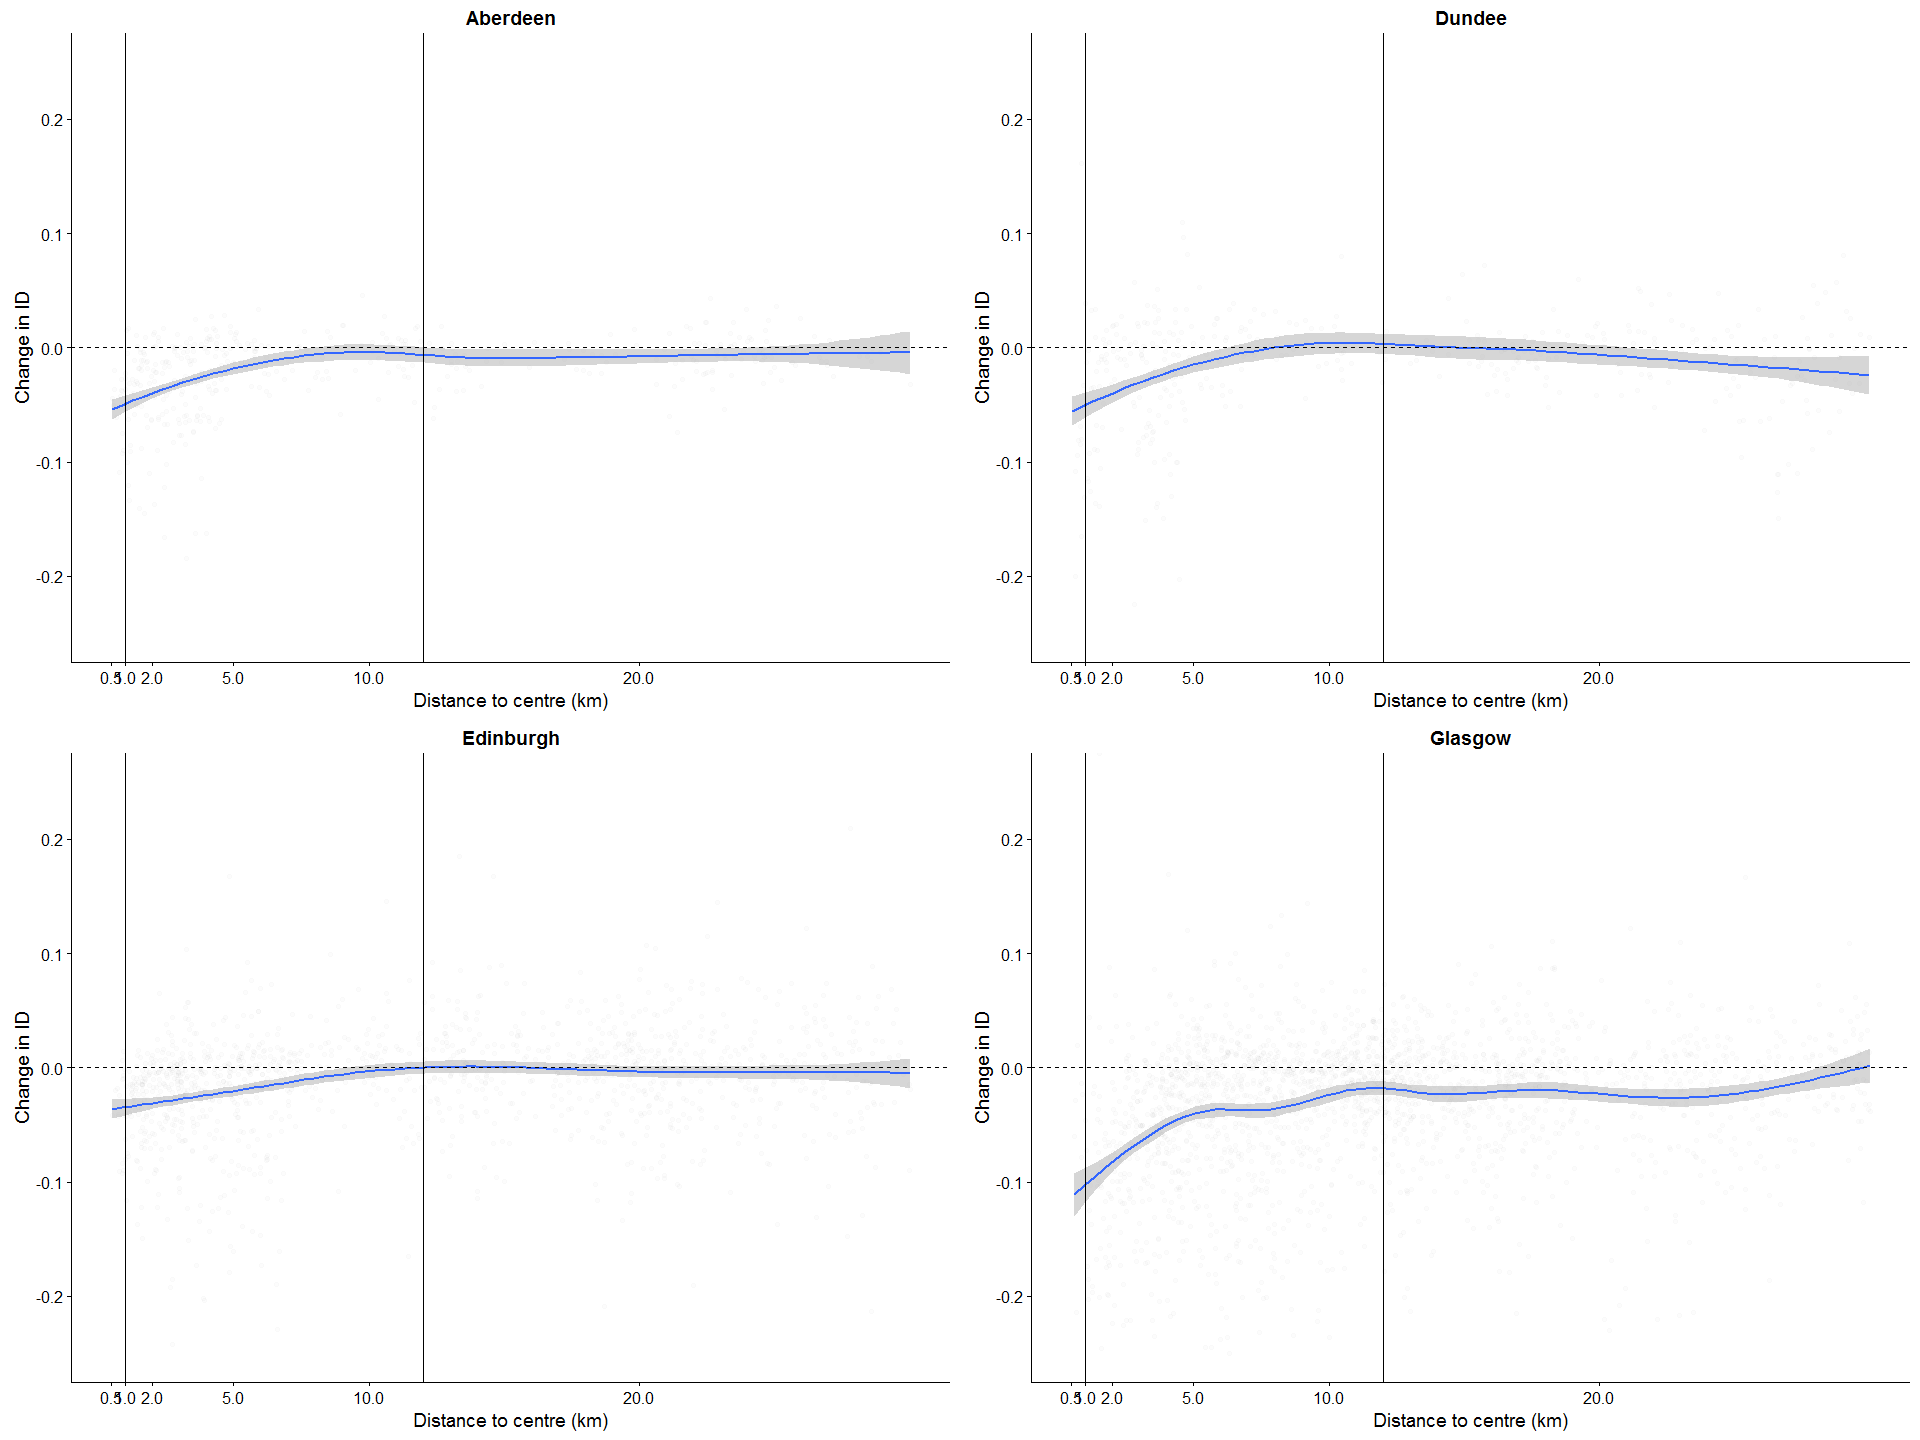 Aberdeen
Change in ID
0.2
0.1
0.0
-0.1
-0.2
0.5 1.0 2.0 5.0 10.0 20.0
Distance to centre (km)
Dundee
Change in ID
0.2
0.1
0.0
-0.1
-0.2
0.5 1.0 2.0 5.0 10.0 20.0
Distance to centre (km)
Edinburgh
Change in ID
0.2
0.1
0.0
-0.1
-0.2
0.5 1.0 2.0 5.0 10.0 20.0
Distance to centre (km)
Glasgow
Change in ID
0.2
0.1
0.0
-0.1
-0.2
0.5 1.0 2.0 5.0 10.0 20.0
Distance to centre (km)